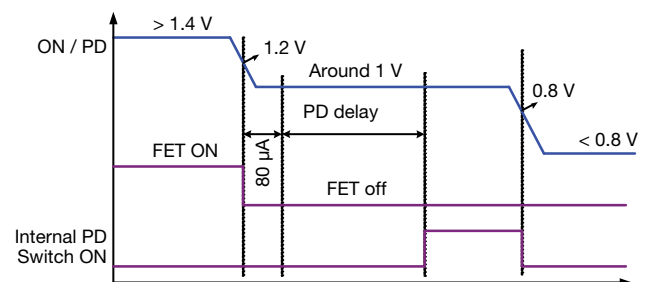 > 1.4 V
ON / PD
1.2 V
Around 1 V
0.8 V
PD delay
< 0.8 V
80 µA
FET ON
FET off
Internal PD
Switch ON